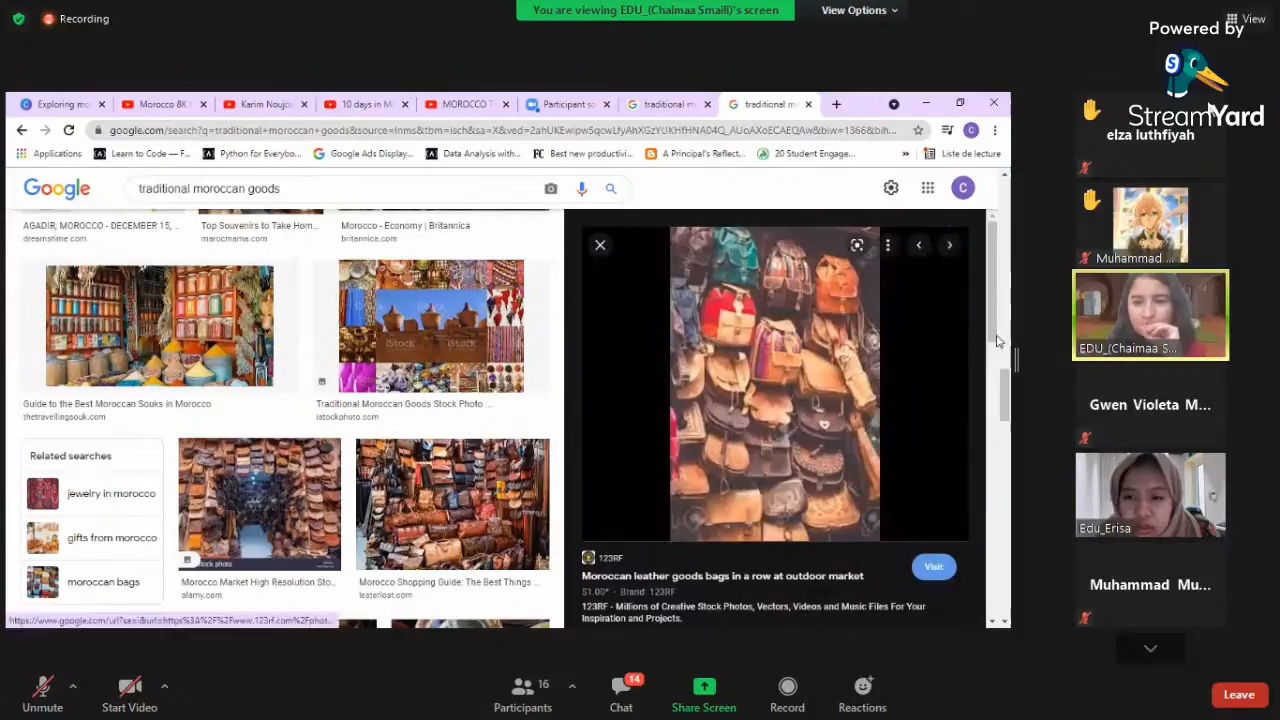 Recording
You are viewing EDU_(Chaimaa Smaili)'s screen
View Options
View
Powered by
StreamYard
Exploring mo
Morocco 8K
Karim Noujo
10 days in M
MOROCCO T
Participant sc
traditional m
traditional m
google.com/search?q=traditional+moroccan+goods&source=lnms&tbm=isch&sa=X&ved=
Applications
Learn to Code — F...
Python for Everybo...
Google Ads Display...
Data Analysis with...
Best new productivi...
A Principal's Reflect...
20 Student Engage...
»
Liste de lecture
Google
traditional moroccan goods
C
AGADIR, MOROCCO - DECEMBER 15, ...
dreamstime.com
Top Souvenirs to Take Hom...
marocmama.com
Morocco - Economy | Britannica
britannica.com
Guide to the Best Moroccan Souks in Morocco
thetravellingsouk.com
iStock
iStock
Traditional Moroccan Goods Stock Photo ...
istockphoto.com
Related searches
jewelry in morocco
gifts from morocco
moroccan bags
stock photo
Morocco Market High Resolution Sto...
alamy.com
Morocco Shopping Guide: The Best Things ...
lesterlost.com
123RF
Moroccan leather goods bags in a row at outdoor market
$1.00* · Brand: 123RF
123RF - Millions of Creative Stock Photos, Vectors, Videos and Music Files For Your
Inspiration and Projects.
Visit
elza luthfiyah
Muhammad ...
EDU_(Chaimaa S...
Gwen Violeta M...
Edu_Erisa
Muhammad Mu...
Unmute
Start Video
16
Participants
14
Chat
Share Screen
Record
Reactions
Leave